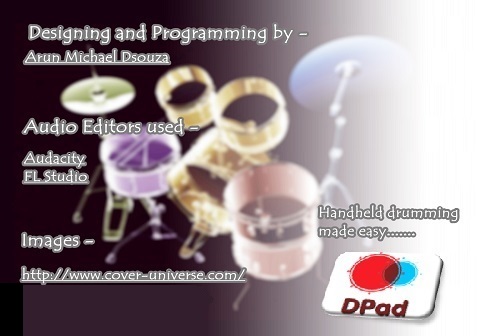 Designing and Programming by -
Arun Michael Dsouza
Audio Editors used -
Audacity
FL Studio
Handheld drumming
made easy.......
Images -
http://www.cover-universe.com/
DPad